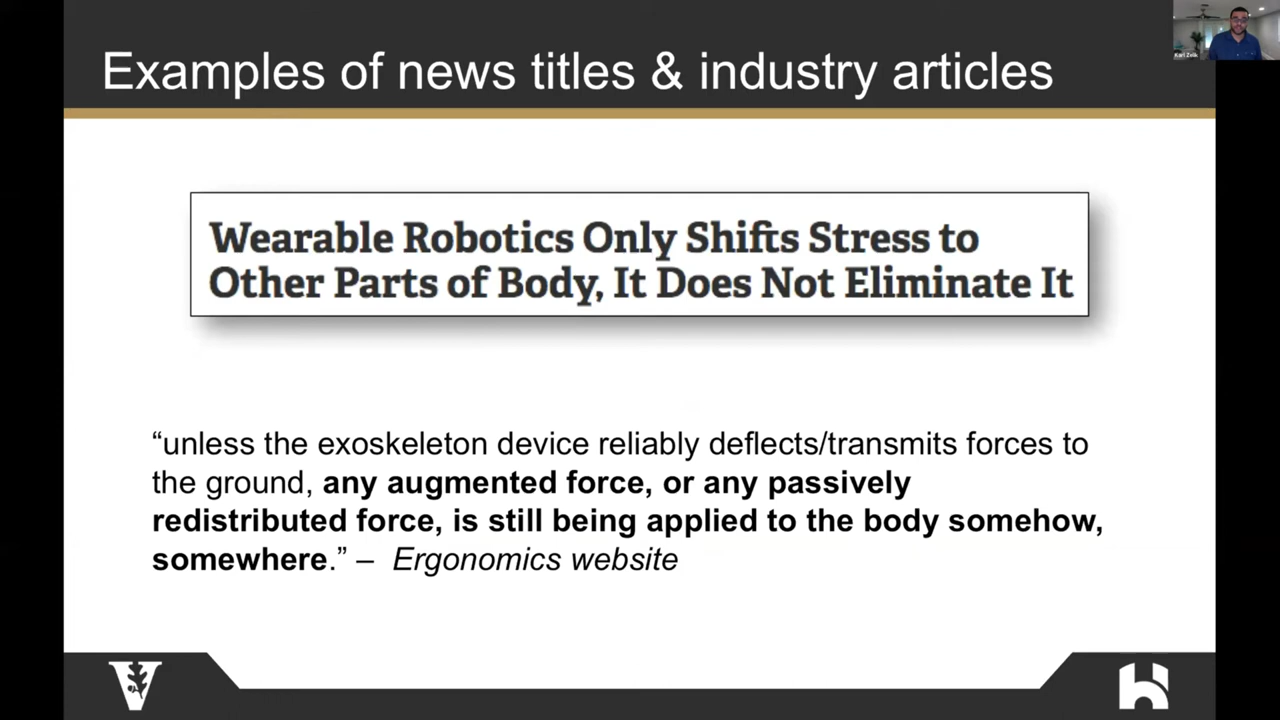 Examples of news titles & industry articles
Karl Zelik
Wearable Robotics Only Shifts Stress to
Other Parts of Body, It Does Not Eliminate It
“unless the exoskeleton device reliably deflects/transmits forces to
the ground, any augmented force, or any passively
redistributed force, is still being applied to the body somehow,
somewhere.” – Ergonomics website
V